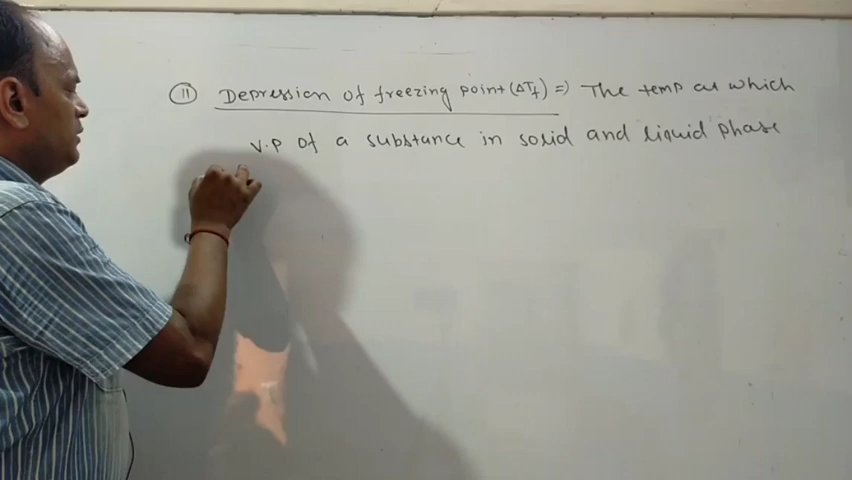 (11) Depression of freezing point (ΔTf) => The temp at which
V.P of a substance in solid and liquid phase